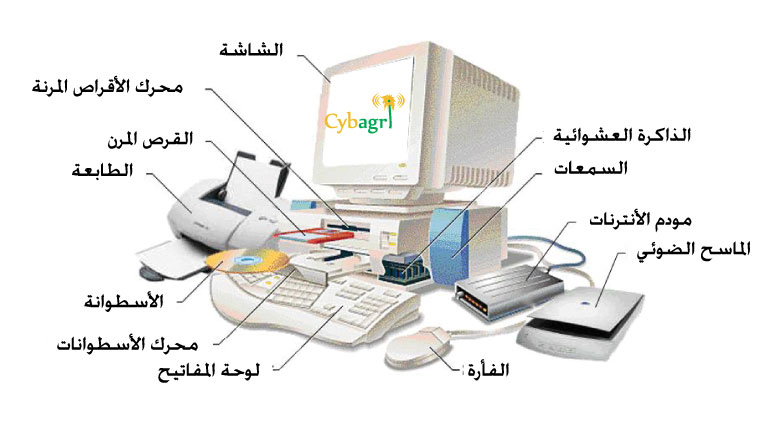 الشاشة
محرك الأقراص المرنة
القرص المرن
الطابعة
Cybagri
الذاكرة العشوائية
السمعات
مودم الأنترنات
الماسح الضوئي
الأسطوانة
محرك الأسطوانات
لوحة المفاتيح
الفأرة